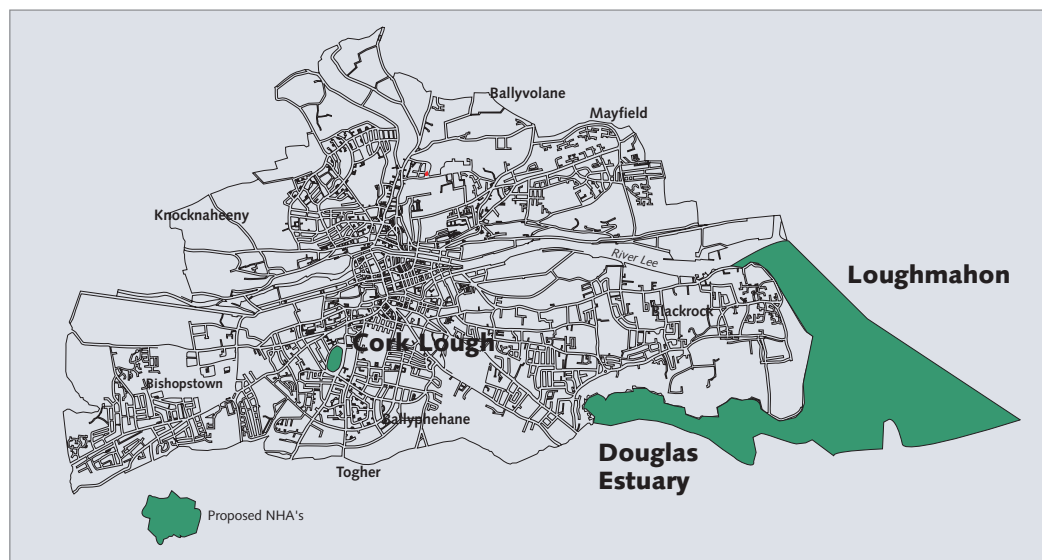 Ballyvolane
Mayfield
Knocknaheeny
River Lee
Loughmahon
Blackrock
Cork Lough
Bishopstown
Ballyphehane
Douglas
Estuary
Togher
Proposed NHA's